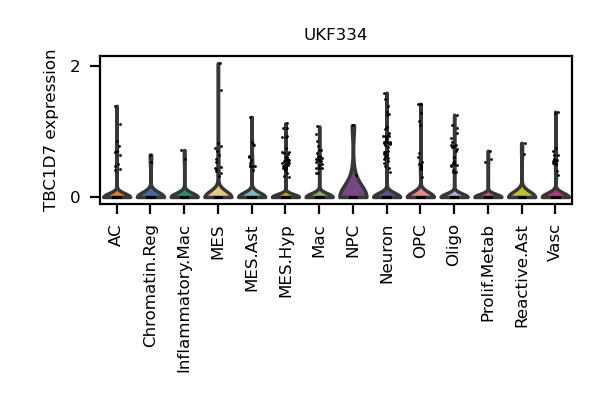 UKF334
TBC1D7 expression
2
0
AC
Chromatin.Reg
Inflammatory.Mac
MES
MES.Ast
MES.Hyp
Mac
NPC
Neuron
OPC
Oligo
Prolif.Metab
Reactive.Ast
Vasc